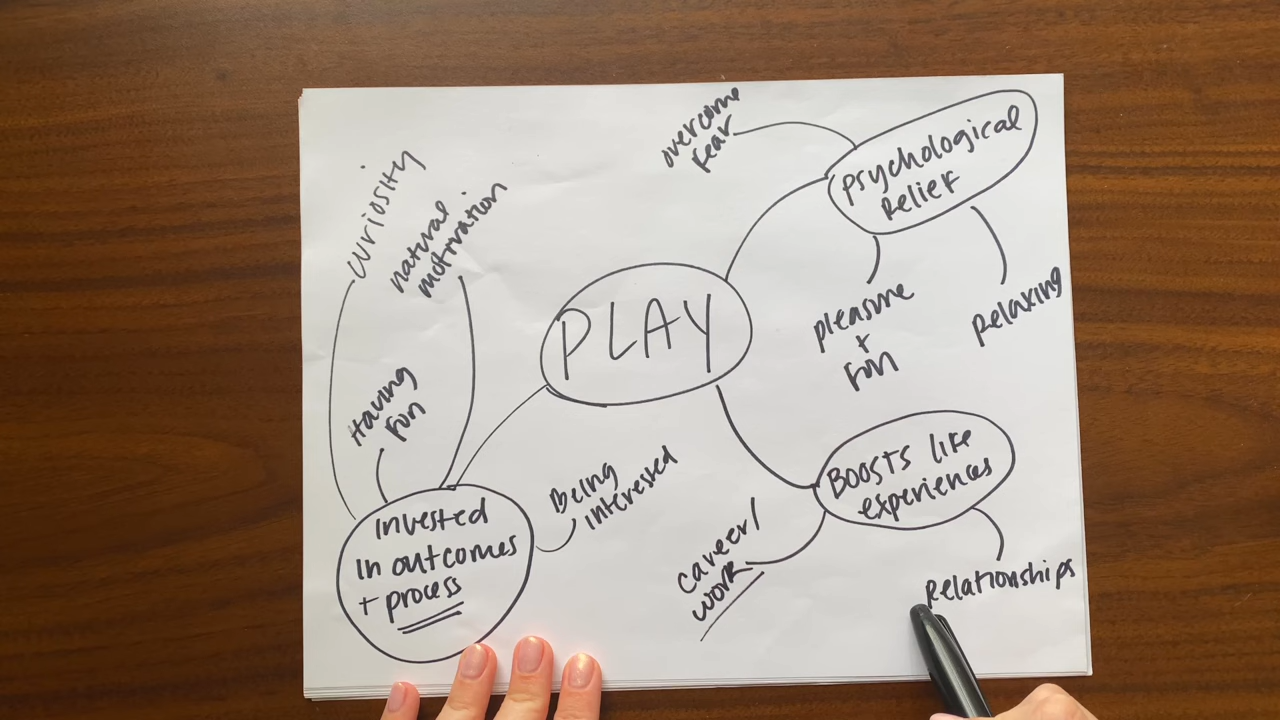 PLAY
Psychological
Relief
overcome
Fear
pleasure
+
Fun
Relaxing
Boosts like
experiences
career/
work
Relationships
Invested
in outcomes
+ process
Being
interested
Having
Fun
natural
motivation
curiosity